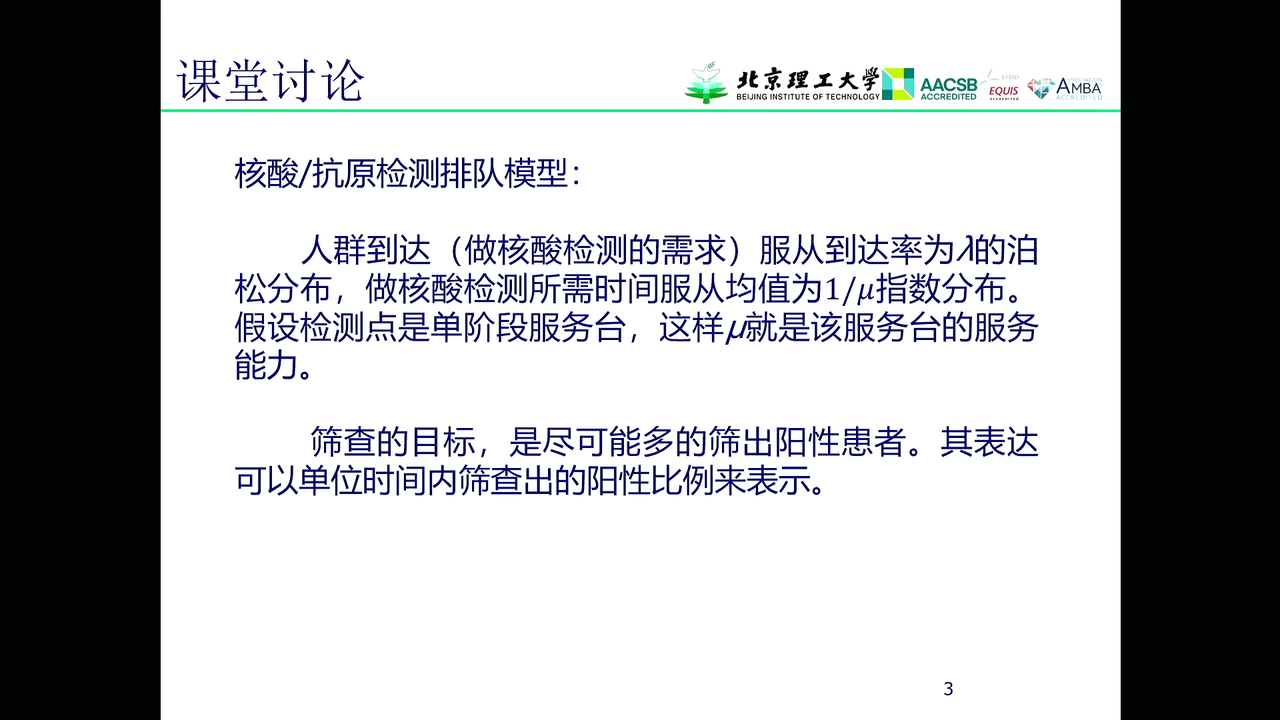 课堂讨论
北京理工大学
BEIJING INSTITUTE OF TECHNOLOGY
AACSB
ACCREDITED
EFMD
EQUIS
ACCREDITED
ASSOCIATION
AMBA
ACCREDITED
核酸/抗原检测排队模型：
人群到达（做核酸检测的需求）服从到达率为λ的泊
松分布，做核酸检测所需时间服从均值为1/μ指数分布。
假设检测点是单阶段服务台，这样μ就是该服务台的服务
能力。
筛查的目标，是尽可能多的筛出阳性患者。其表达
可以单位时间内筛查出的阳性比例来表示。
3